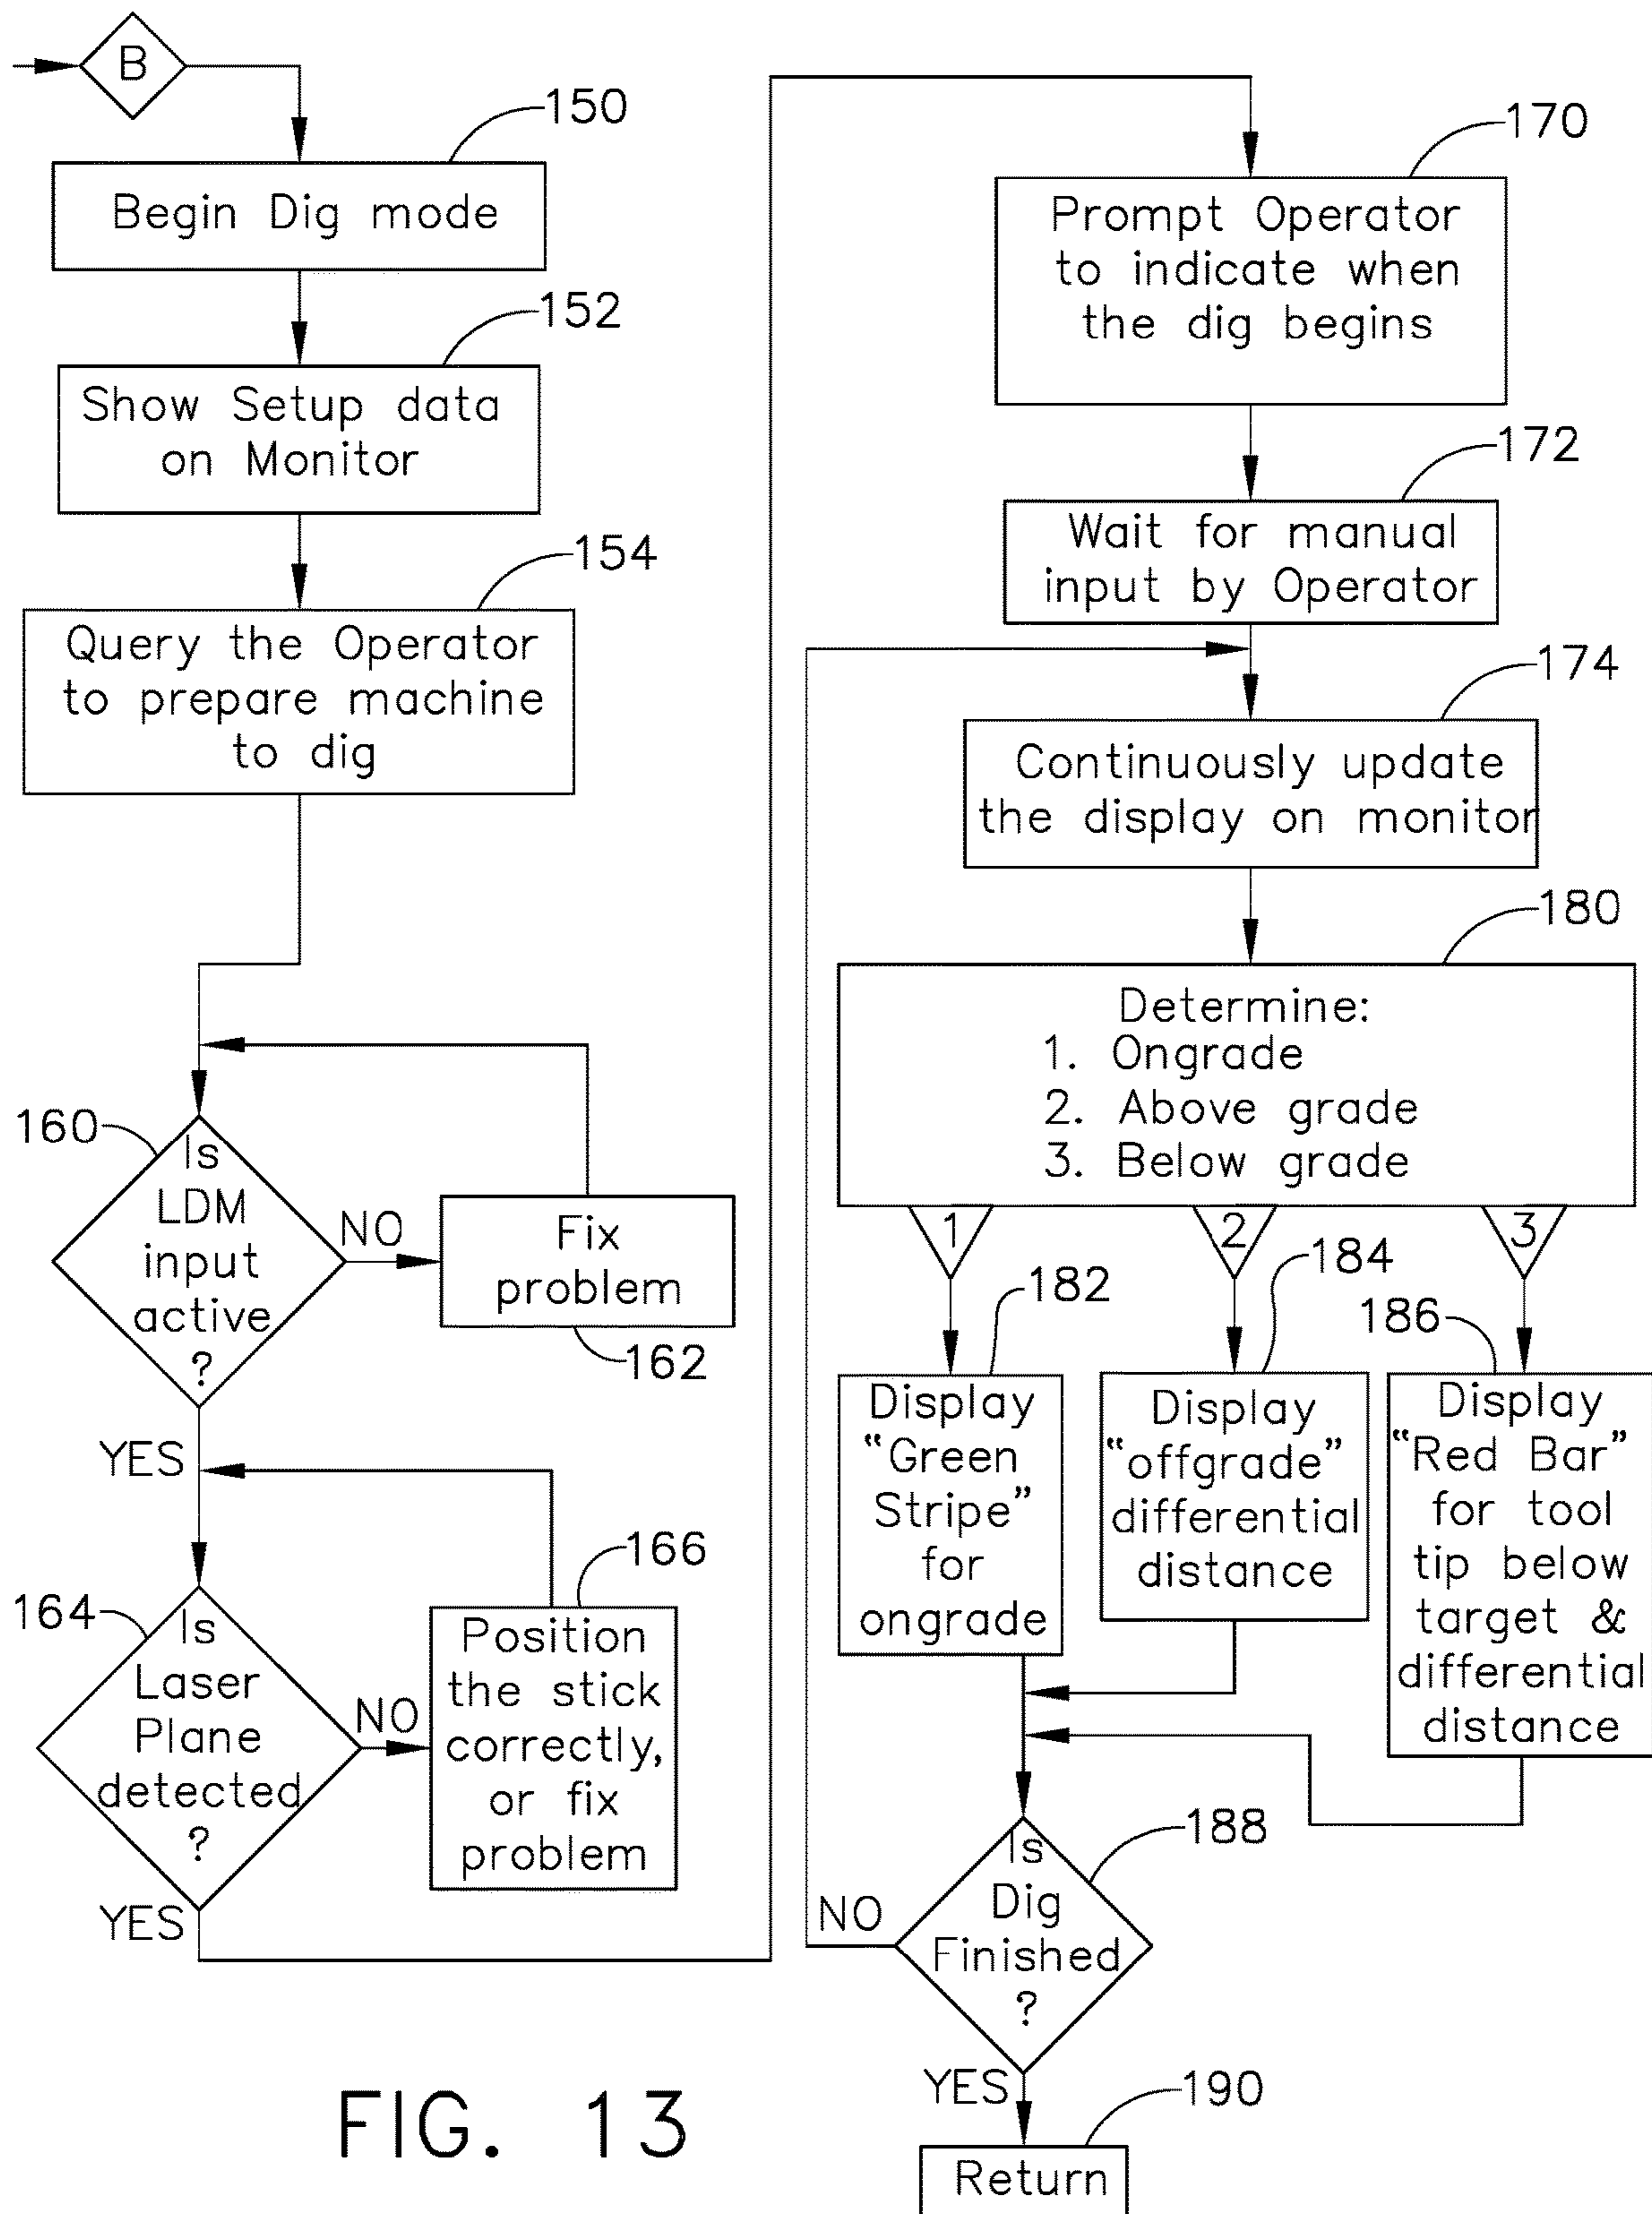 B
150
Begin Dig mode
152
Show Setup data
on Monitor
154
Query the Operator
to prepare machine
to dig
160
Is
LDM
input
active
?
NO
Fix
problem
162
YES
164
Is
Laser
Plane
detected
?
NO
166
Position
the stick
correctly,
or fix
problem
YES
170
Prompt Operator
to indicate when
the dig begins
172
Wait for manual
input by Operator
174
Continuously update
the display on monitor
180
Determine:
1. Ongrade
2. Above grade
3. Below grade
1
2
3
182
Display
“Green
Stripe”
for
ongrade
184
Display
“offgrade”
differential
distance
186
Display
“Red Bar”
for tool
tip below
target &
differential
distance
188
Is
Dig
Finished
?
NO
YES
190
Return
FIG. 13